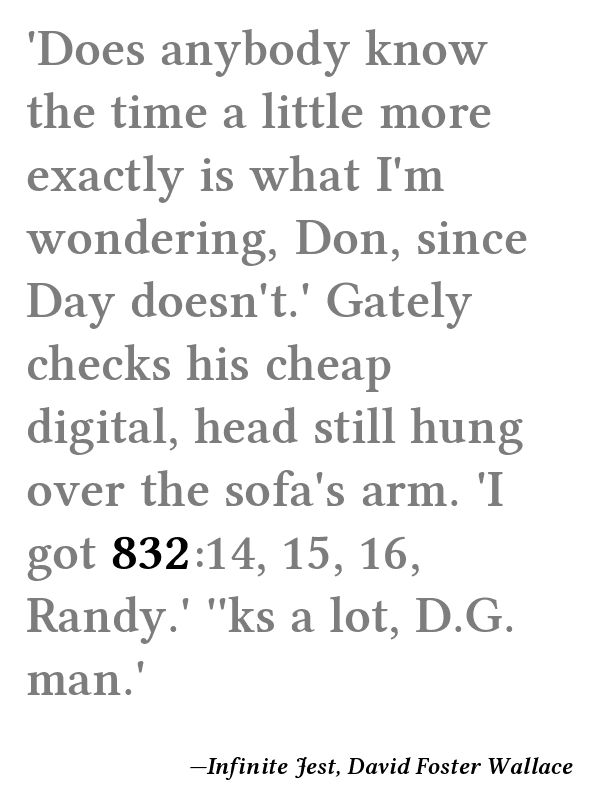 'Does anybody know
the time a little more
exactly is what I'm
wondering, Don, since
Day doesn't.' Gately
checks his cheap
digital, head still hung
over the sofa's arm. 'I
got 832:14, 15, 16,
Randy.' ''ks a lot, D.G.
man.'
—Infinite Jest, David Foster Wallace